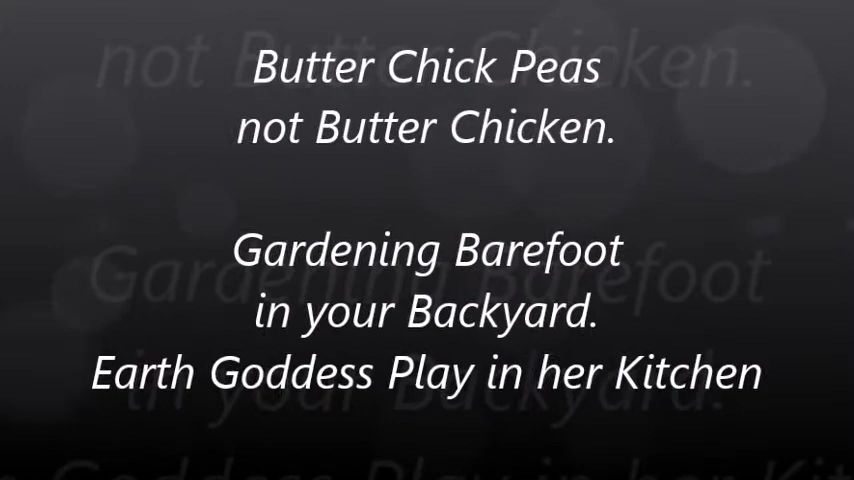 Butter Chick Peas
not Butter Chicken.
Gardening Barefoot
in your Backyard.
Earth Goddess Play in her Kitchen